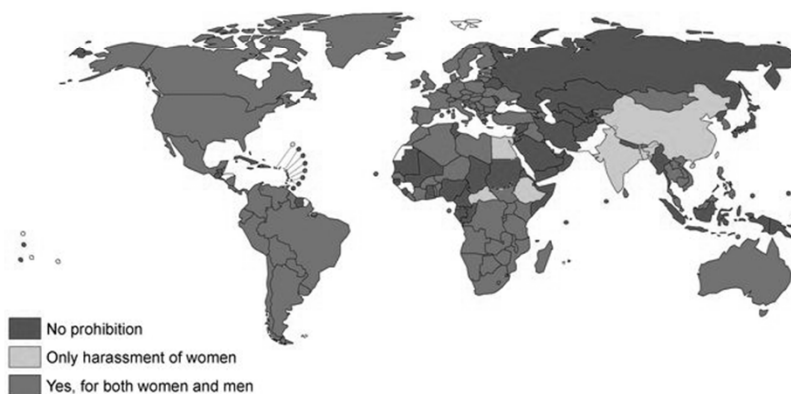 No prohibition
Only harassment of women
Yes, for both women and men